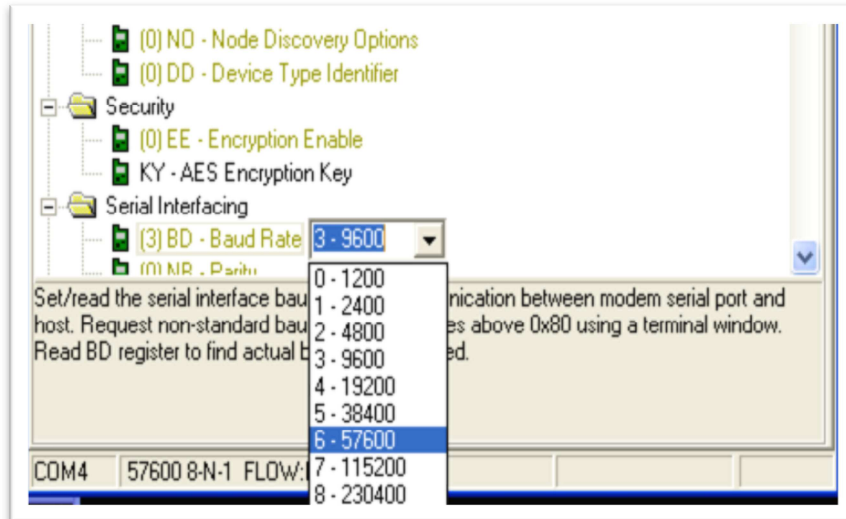 (0) NO - Node Discovery Options
(0) DD - Device Type Identifier
Security
(0) EE - Encryption Enable
KY - AES Encryption Key
Serial Interfacing
(3) BD - Baud Rate 3 - 9600
(0) NB - Parity
0 - 1200
1 - 2400
2 - 4800
3 - 9600
4 - 19200
5 - 38400
6 - 57600
7 - 115200
8 - 230400
Set/read the serial interface bau nication between modem serial port and
host. Request non-standard bau es above 0x80 using a terminal window.
Read BD register to find actual b ed.
COM4 57600 8-N-1 FLOW: